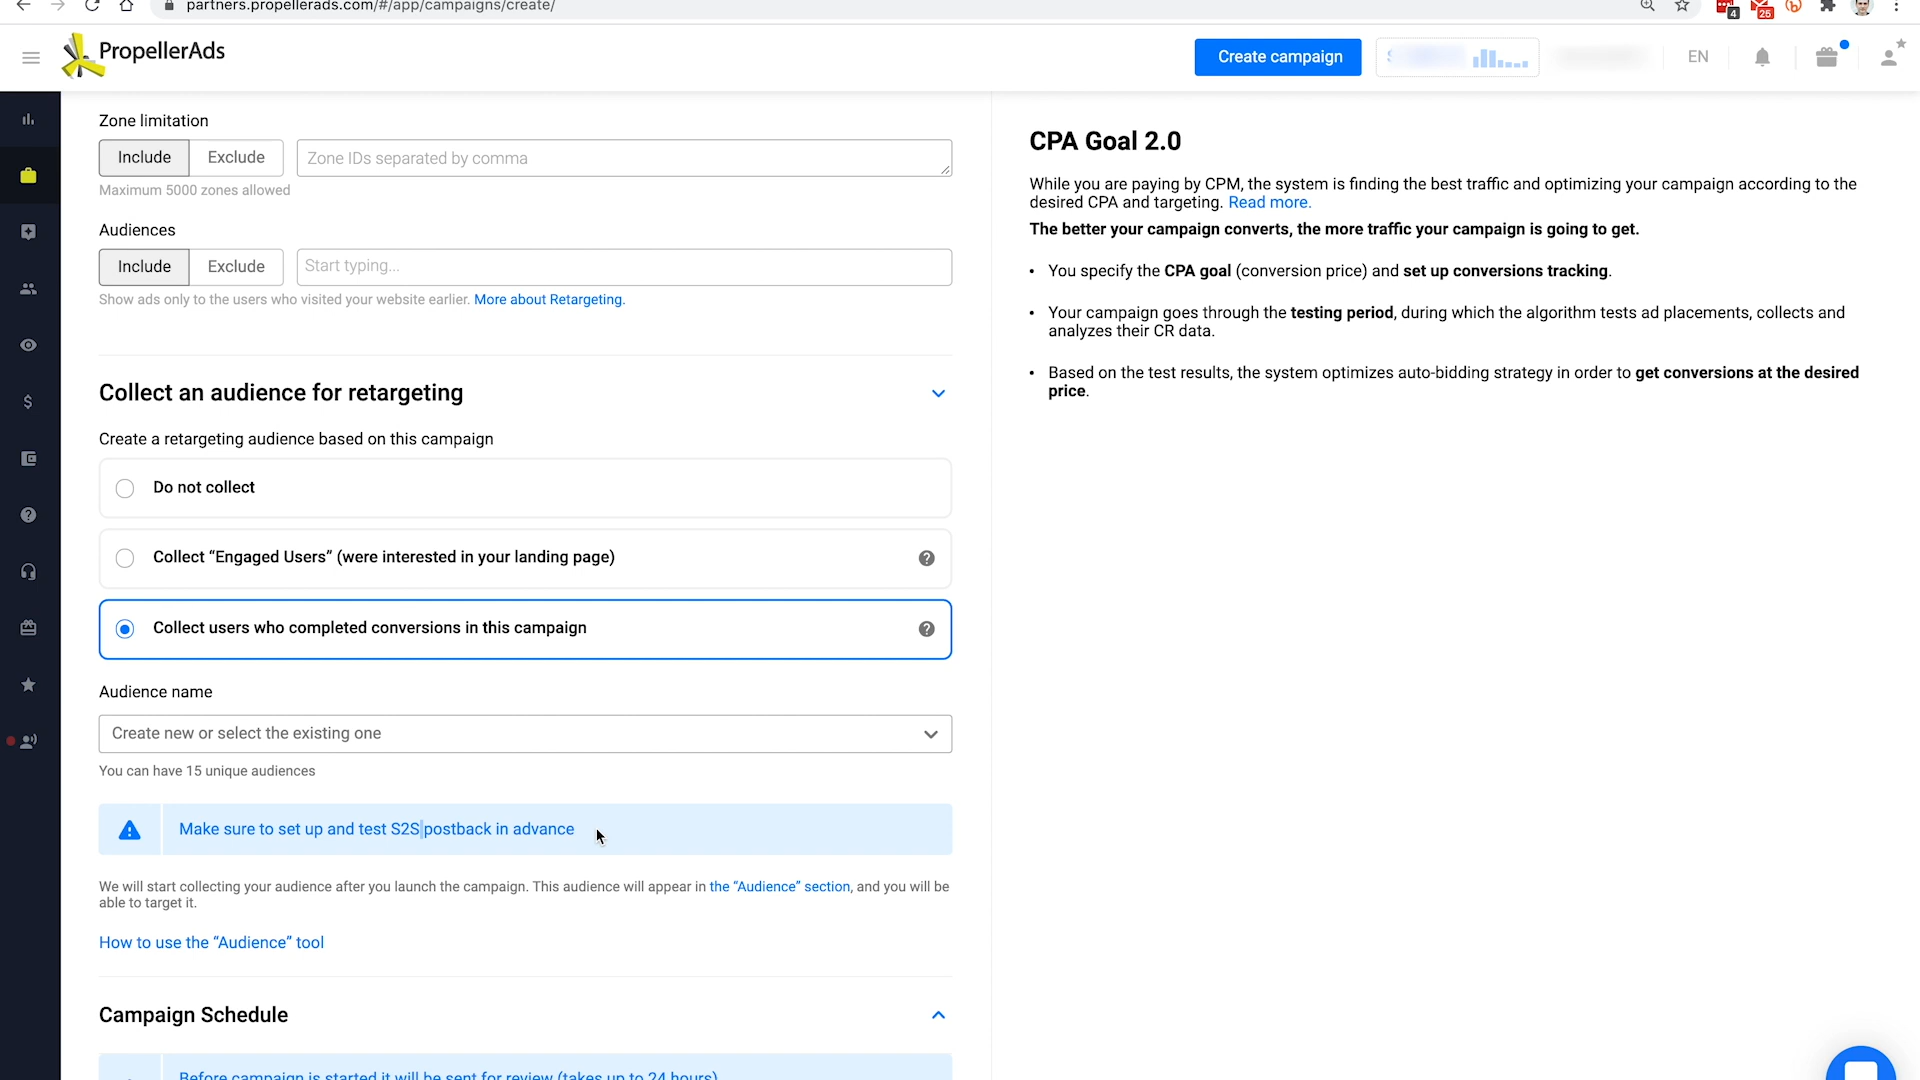 partners.propellerads.com/#/app/campaigns/create/
4
25
PropellerAds
Create campaign
EN
Zone limitation
Include
Exclude
Zone IDs separated by comma
Maximum 5000 zones allowed
Audiences
Include
Exclude
Start typing...
Show ads only to the users who visited your website earlier. More about Retargeting.
Collect an audience for retargeting
Create a retargeting audience based on this campaign
Do not collect
Collect “Engaged Users” (were interested in your landing page)
Collect users who completed conversions in this campaign
Audience name
Create new or select the existing one
You can have 15 unique audiences
Make sure to set up and test S2S postback in advance
We will start collecting your audience after you launch the campaign. This audience will appear in the “Audience” section, and you will be
able to target it.
How to use the “Audience” tool
Campaign Schedule
Before campaign is started it will be sent for review (takes up to 24 hours)
CPA Goal 2.0
While you are paying by CPM, the system is finding the best traffic and optimizing your campaign according to the
desired CPA and targeting. Read more.
The better your campaign converts, the more traffic your campaign is going to get.
• You specify the CPA goal (conversion price) and set up conversions tracking.
• Your campaign goes through the testing period, during which the algorithm tests ad placements, collects and
analyzes their CR data.
• Based on the test results, the system optimizes auto-bidding strategy in order to get conversions at the desired
price.